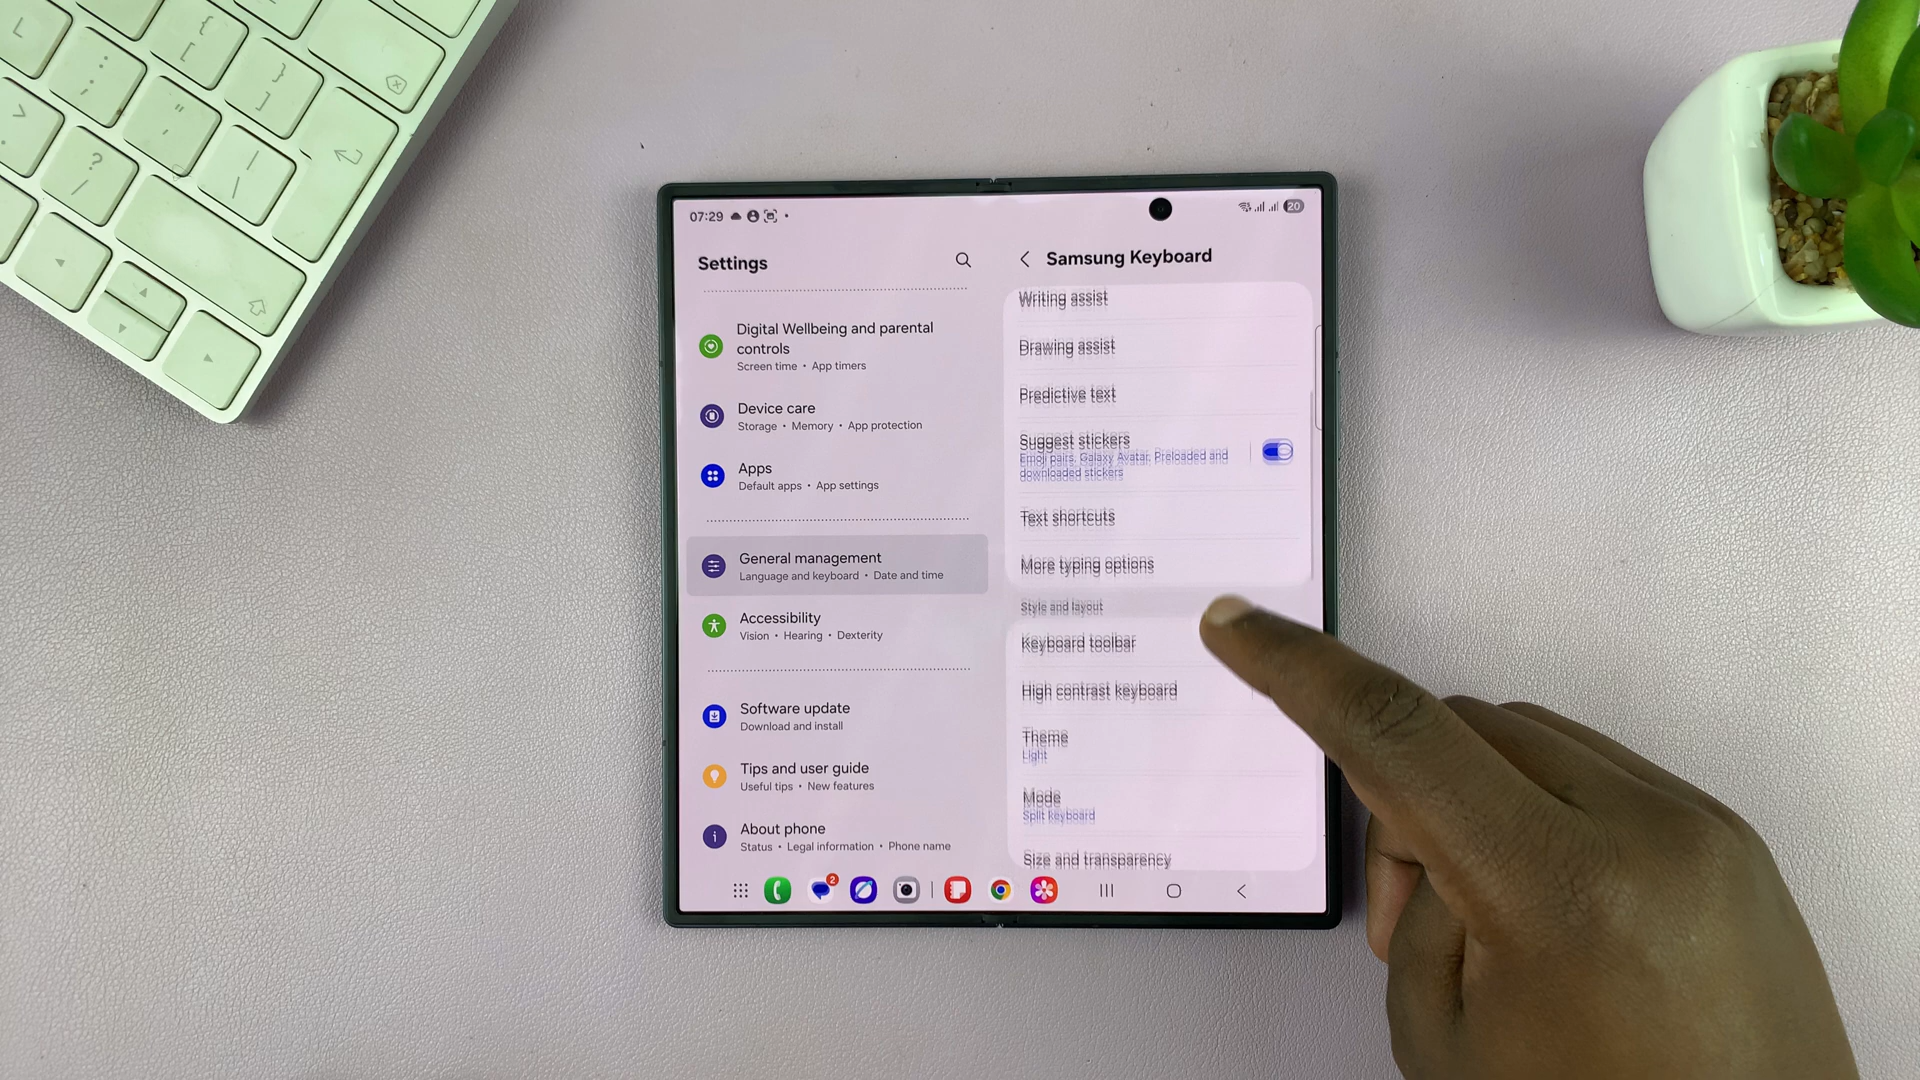 07:29
20
Settings
Digital Wellbeing and parental
controls
Screen time • App timers
Device care
Storage • Memory • App protection
Apps
Default apps • App settings
General management
Language and keyboard • Date and time
Accessibility
Vision • Hearing • Dexterity
Software update
Download and install
Tips and user guide
Useful tips • New features
About phone
Status • Legal information • Phone name
2
Samsung Keyboard
Writing assist
Drawing assist
Predictive text
Suggest stickers
Emoji pairs, Galaxy Avatar, Preloaded and
downloaded stickers
Text shortcuts
More typing options
Style and layout
Keyboard toolbar
High contrast keyboard
Theme
Light
Mode
Split keyboard
Size and transparency
L
{
[
:
;
}
]
>
.
"
'
?
/
|
\